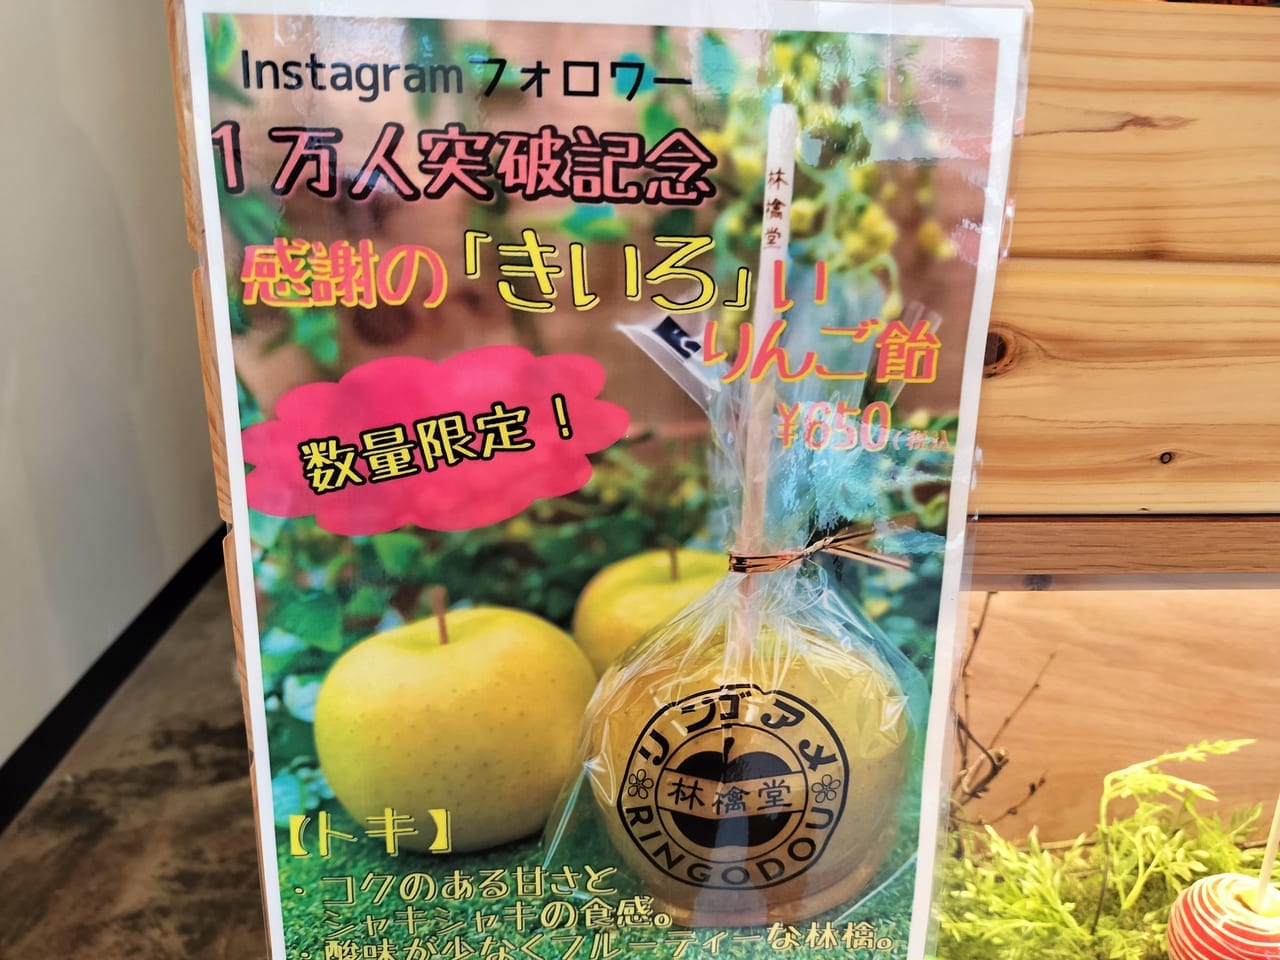 Instagramフォロワー
1万人突破記念
感謝の「きいろ」い
りんご飴
¥650(税込
数量限定！
林檎堂
リンゴアメ
林檎堂
RINGODOU
【トキ】
・コクのある甘さと
シャキシャキの食感。
・酸味が少なくフルーティーな林檎。